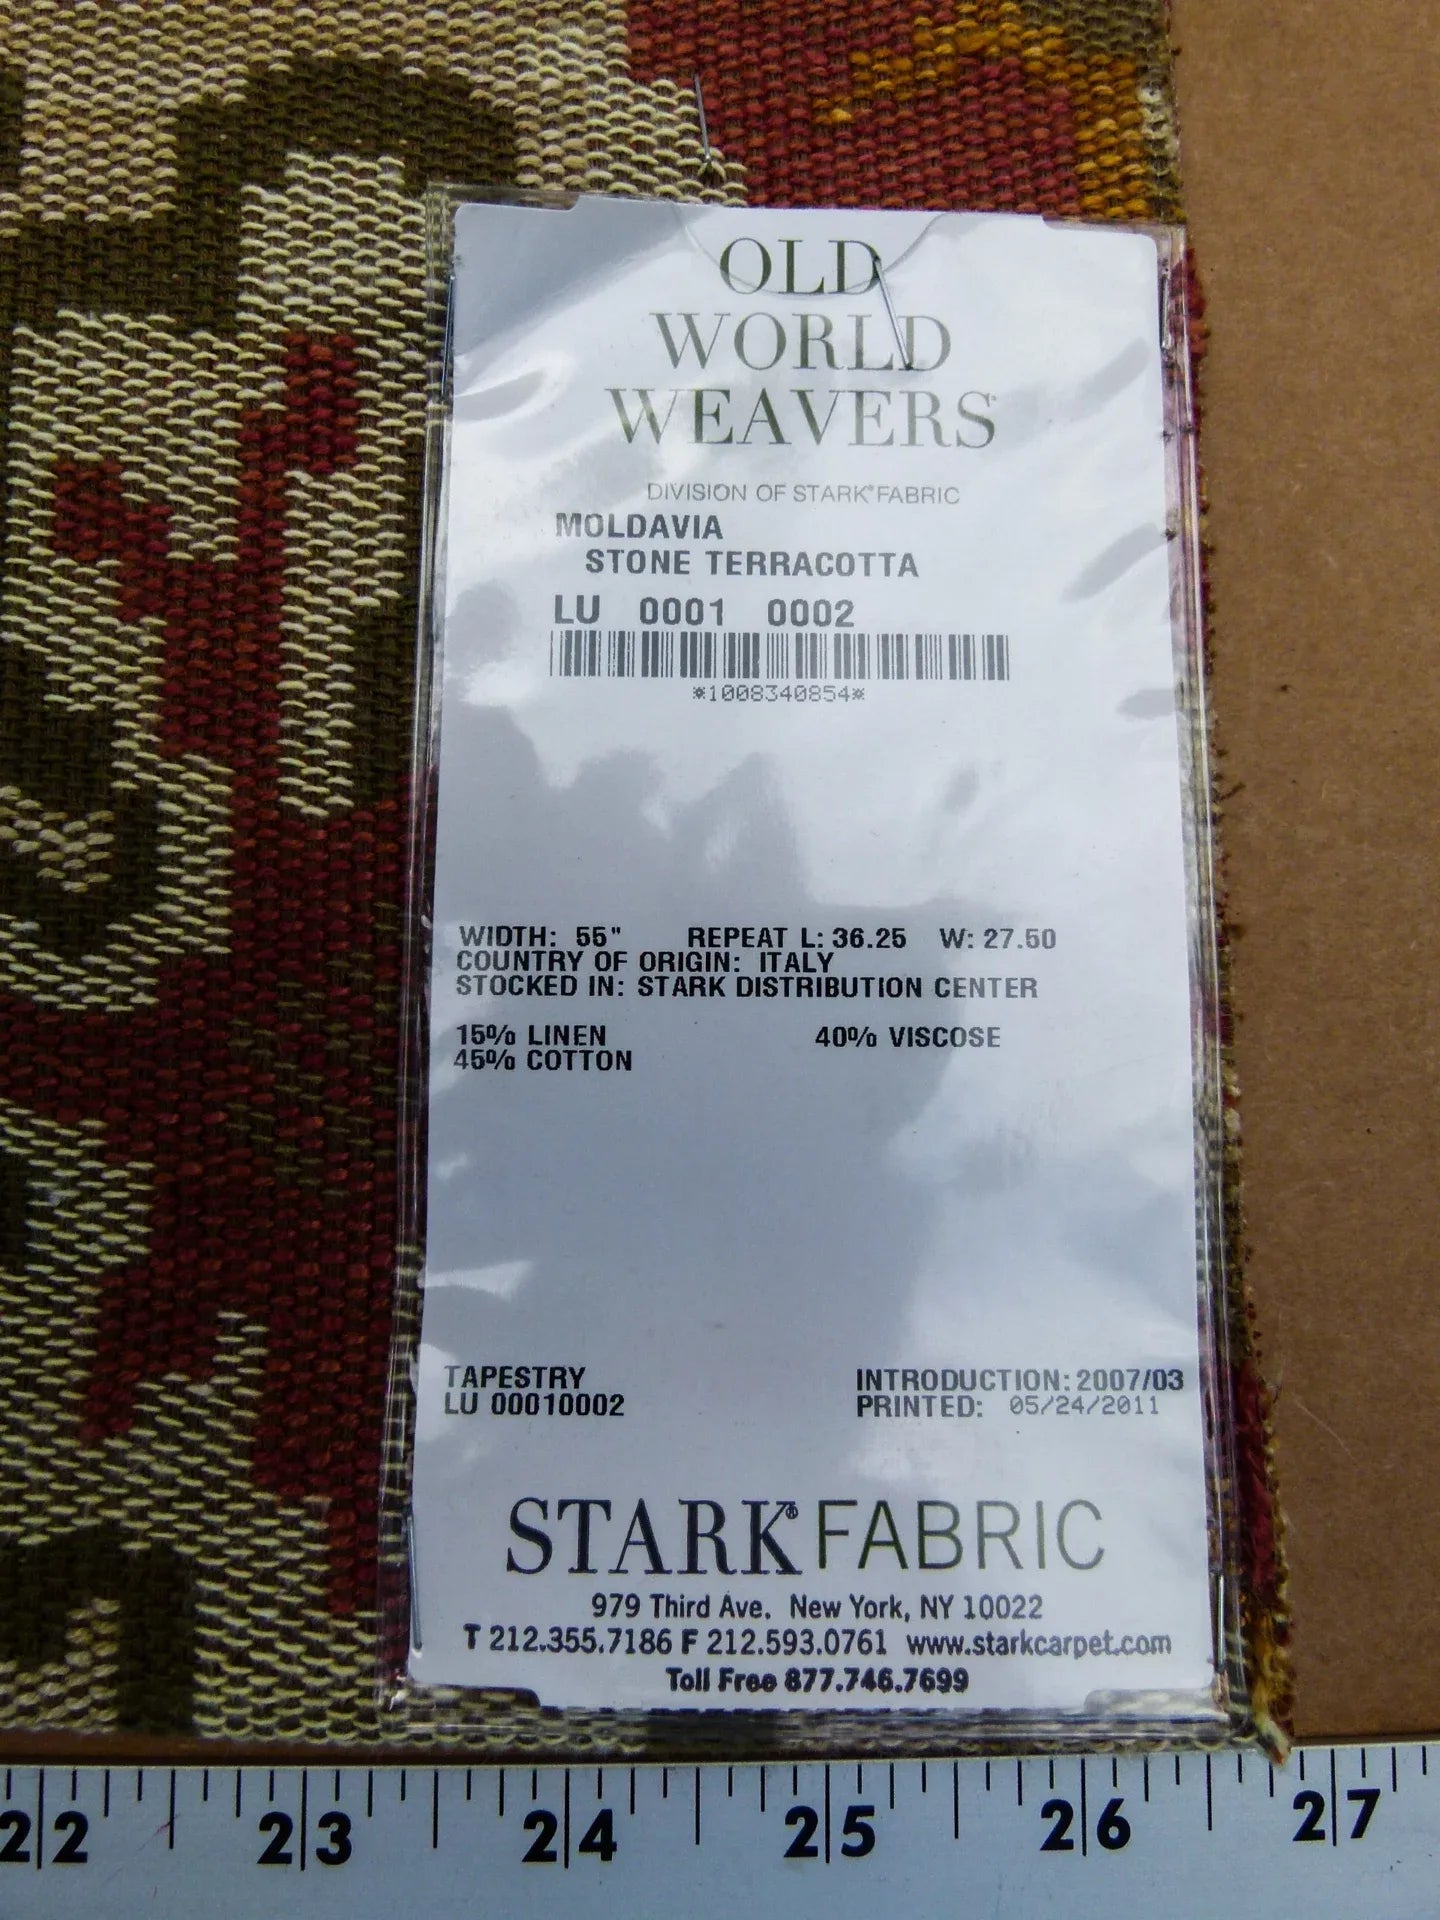 OLD
WORLD
WEAVERS
DIVISION OF STARK® FABRIC
MOLDAVIA
STONE TERRACOTTA
LU 0001 0002
*1008340854*
WIDTH: 55" REPEAT L: 36.25 W: 27.50
COUNTRY OF ORIGIN: ITALY
STOCKED IN: STARK DISTRIBUTION CENTER
15% LINEN 40% VISCOSE
45% COTTON
TAPESTRY INTRODUCTION: 2007/03
LU 00010002 PRINTED: 05/24/2011
STARK® FABRIC
979 Third Ave. New York, NY 10022
T 212.355.7186 F 212.593.0761 www.starkcarpet.com
Toll Free 877.746.7699
22 23 24 25 26 27